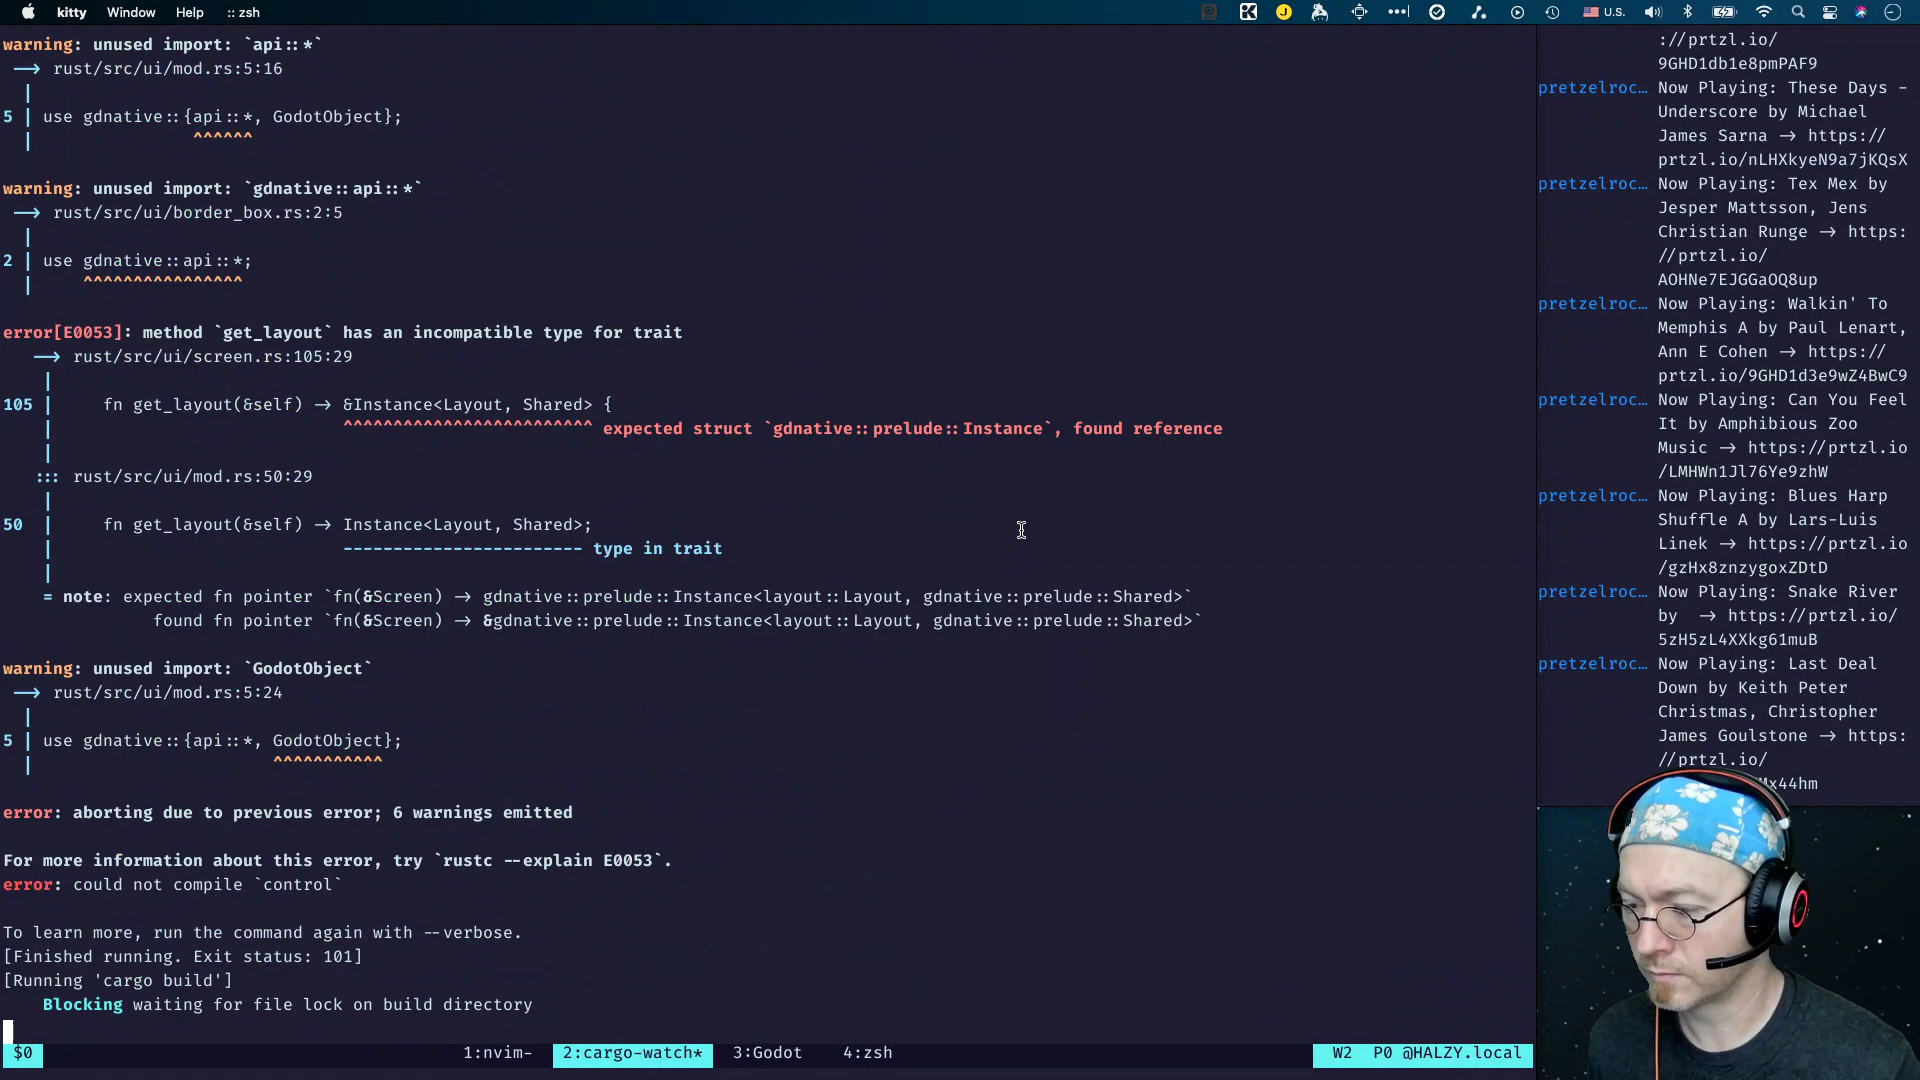 kitty Window Help :: zsh U.S.
warning: unused import: `api::*`
--> rust/src/ui/mod.rs:5:16
|
5 | use gdnative::{api::*, GodotObject};
| ^^^^^^
warning: unused import: `gdnative::api::*`
--> rust/src/ui/border_box.rs:2:5
|
2 | use gdnative::api::*;
| ^^^^^^^^^^^^^^^^
error[E0053]: method `get_layout` has an incompatible type for trait
--> rust/src/ui/screen.rs:105:29
|
105 | fn get_layout(&self) -> &Instance<Layout, Shared> {
| ^^^^^^^^^^^^^^^^^^^^^^^^^ expected struct `gdnative::prelude::Instance`, found reference
|
::: rust/src/ui/mod.rs:50:29
|
50 | fn get_layout(&self) -> Instance<Layout, Shared>;
| ------------------------ type in trait
|
= note: expected fn pointer `fn(&Screen) -> gdnative::prelude::Instance<layout::Layout, gdnative::prelude::Shared>`
found fn pointer `fn(&Screen) -> &gdnative::prelude::Instance<layout::Layout, gdnative::prelude::Shared>`
warning: unused import: `GodotObject`
--> rust/src/ui/mod.rs:5:24
|
5 | use gdnative::{api::*, GodotObject};
| ^^^^^^^^^^^
error: aborting due to previous error; 6 warnings emitted
For more information about this error, try `rustc --explain E0053`.
error: could not compile `control`
To learn more, run the command again with --verbose.
[Finished running. Exit status: 101]
[Running 'cargo build']
Blocking waiting for file lock on build directory
$0 1:nvim- 2:cargo-watch* 3:Godot 4:zsh W2 P0 @HALZY.local
://prtzl.io/
9GHD1db1e8pmPAF9
pretzelroc… Now Playing: These Days -
Underscore by Michael
James Sarna -> https://
prtzl.io/nLHXkyeN9a7jKQsX
pretzelroc… Now Playing: Tex Mex by
Jesper Mattsson, Jens
Christian Runge -> https:
//prtzl.io/
AOHNe7EJGGaOQ8up
pretzelroc… Now Playing: Walkin' To
Memphis A by Paul Lenart,
Ann E Cohen -> https://
prtzl.io/9GHD1d3e9wZ4BwC9
pretzelroc… Now Playing: Can You Feel
It by Amphibious Zoo
Music -> https://prtzl.io
/LMHWn1Jl76Ye9zhW
pretzelroc… Now Playing: Blues Harp
Shuffle A by Lars-Luis
Linek -> https://prtzl.io
/gzHx8znzygoxZDtD
pretzelroc… Now Playing: Snake River
by -> https://prtzl.io/
5zH5zL4XXkg61muB
pretzelroc… Now Playing: Last Deal
Down by Keith Peter
Christmas, Christopher
James Goulstone -> https:
//prtzl.io/